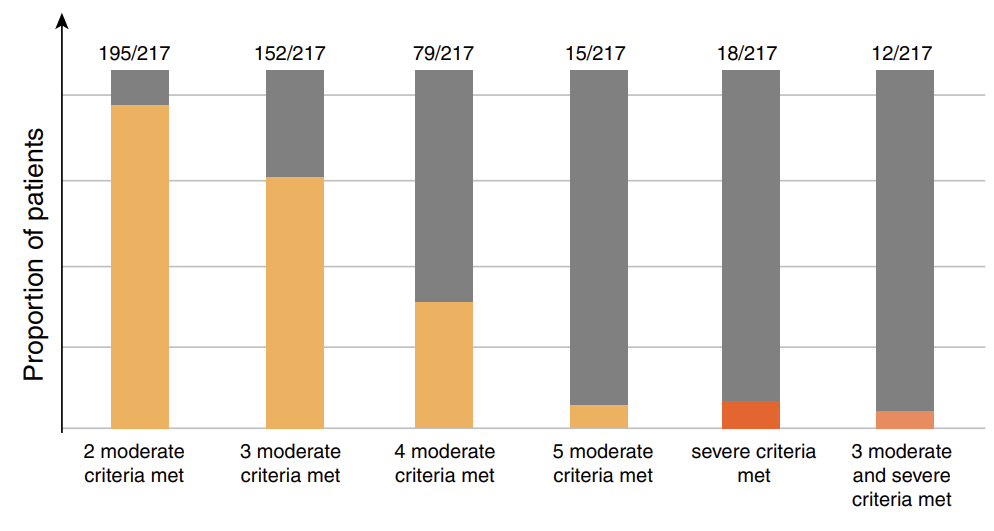 Proportion of patients
195/217
152/217
79/217
15/217
18/217
12/217
2 moderate
criteria met
3 moderate
criteria met
4 moderate
criteria met
5 moderate
criteria met
severe criteria
met
3 moderate
and severe
criteria met